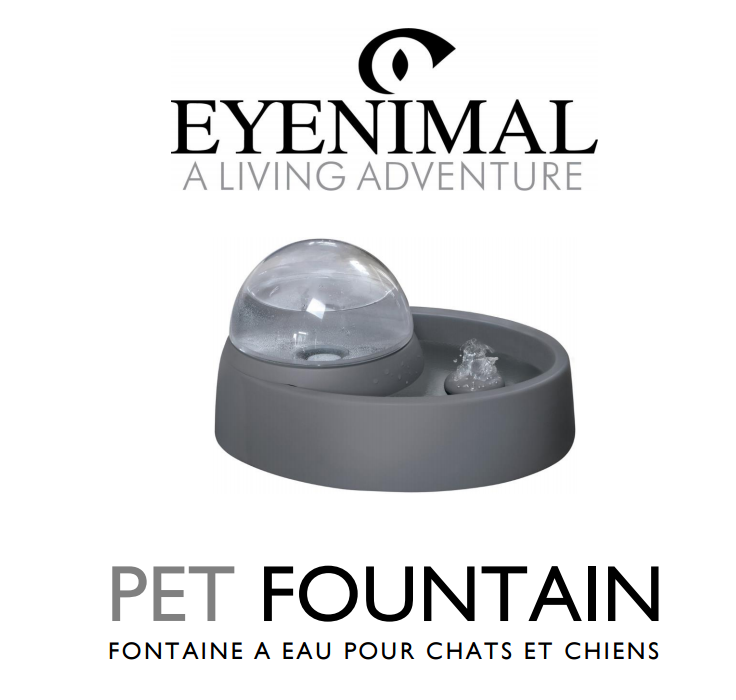 EYENIMAL
A LIVING ADVENTURE
PET FOUNTAIN
FONTAINE A EAU POUR CHATS ET CHIENS